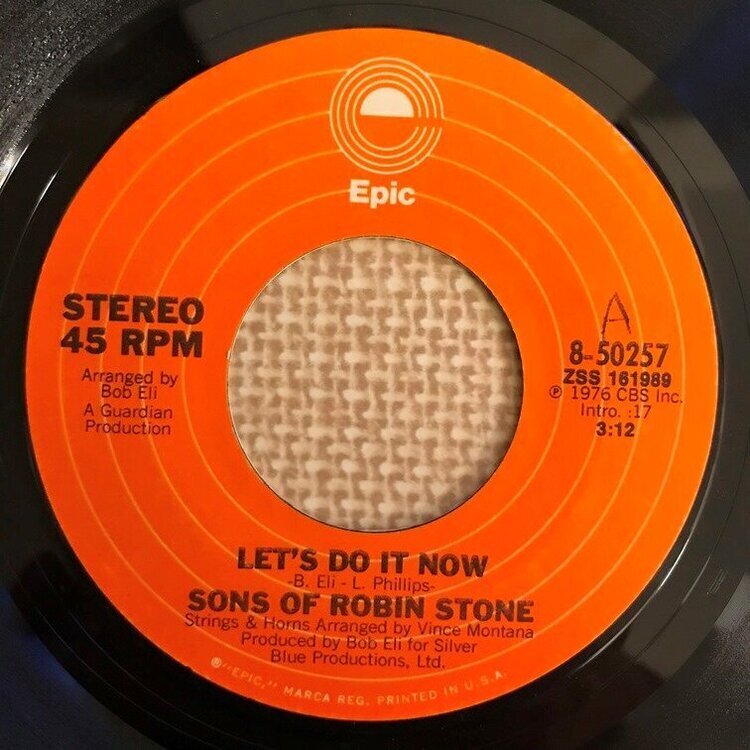 Epic
STEREO
45 RPM
Arranged by
Bob Eli
A Guardian
Production
A
8-50257
ZSS 161989
℗ 1976 CBS Inc.
Intro. :17
3:12
LET'S DO IT NOW
-B. Eli - L. Phillips-
SONS OF ROBIN STONE
Strings & Horns Arranged by Vince Montana
Produced by Bob Eli for Silver
Blue Productions, Ltd.
®"EPIC," MARCA REG. PRINTED IN U.S.A.